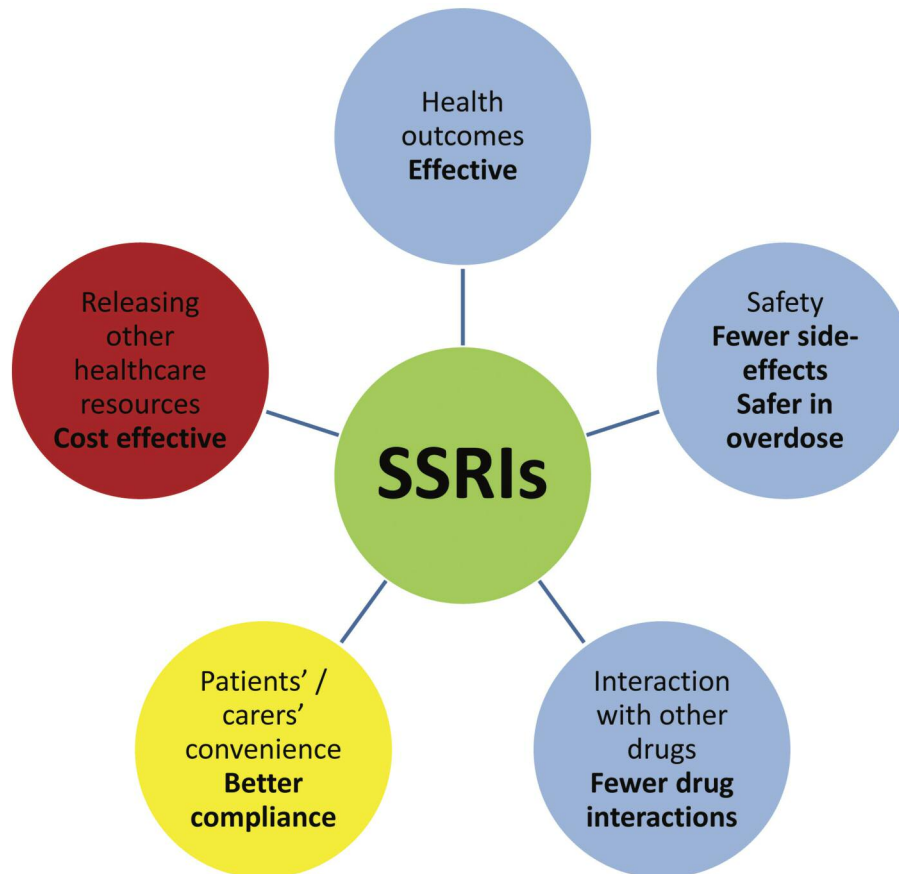 Health
outcomes
Effective
Releasing
other
healthcare
resources
Cost effective
Safety
Fewer side-
effects
Safer in
overdose
SSRIs
Patients’ /
carers’
convenience
Better
compliance
Interaction
with other
drugs
Fewer drug
interactions